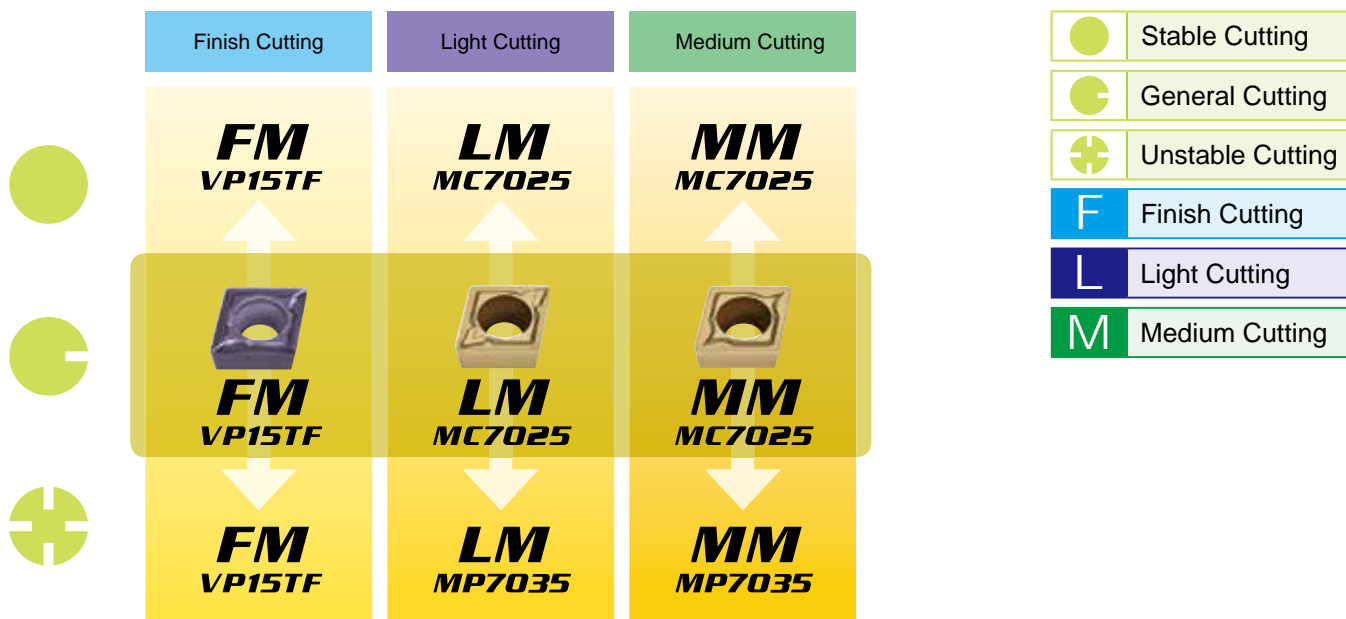 Finish Cutting
Light Cutting
Medium Cutting
FM
VP15TF
LM
MC7025
MM
MC7025
FM
VP15TF
LM
MC7025
MM
MC7025
FM
VP15TF
LM
MP7035
MM
MP7035
Stable Cutting
General Cutting
Unstable Cutting
F Finish Cutting
L Light Cutting
M Medium Cutting